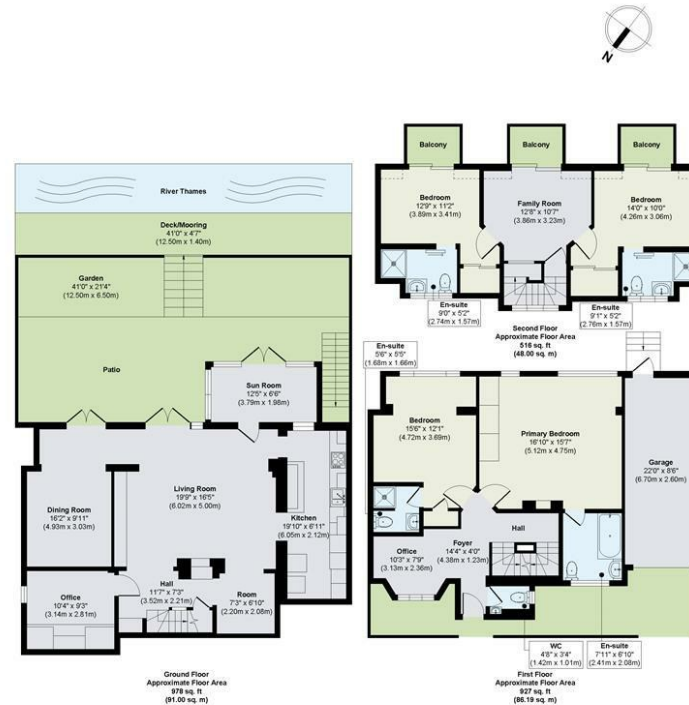 N
River Thames
Deck/Mooring
41'0" x 4'7"
(12.50m x 1.40m)
Garden
41'0" x 21'4"
(12.50m x 6.50m)
Patio
Sun Room
12'5" x 6'6"
(3.79m x 1.98m)
Living Room
19'9" x 16'5"
(6.02m x 5.00m)
Dining Room
16'2" x 9'11"
(4.93m x 3.03m)
Kitchen
19'10" x 6'11"
(6.05m x 2.12m)
Office
10'4" x 9'3"
(3.14m x 2.81m)
Hall
11'7" x 7'3"
(3.52m x 2.21m)
Room
7'3" x 6'10"
(2.20m x 2.08m)
Ground Floor
Approximate Floor Area
978 sq. ft
(91.00 sq. m)
Balcony
Balcony
Balcony
Bedroom
12'9" x 11'2"
(3.89m x 3.41m)
Family Room
12'8" x 10'7"
(3.86m x 3.23m)
Bedroom
14'0" x 10'0"
(4.26m x 3.06m)
En-suite
9'0" x 5'2"
(2.74m x 1.57m)
En-suite
9'1" x 5'2"
(2.76m x 1.57m)
Second Floor
Approximate Floor Area
516 sq. ft
(48.00 sq. m)
En-suite
5'6" x 5'5"
(1.68m x 1.66m)
Bedroom
15'6" x 12'1"
(4.72m x 3.69m)
Primary Bedroom
16'10" x 15'7"
(5.12m x 4.75m)
Garage
22'0" x 8'6"
(6.70m x 2.60m)
Hall
Foyer
14'4" x 4'0"
(4.38m x 1.23m)
Office
10'3" x 7'9"
(3.13m x 2.36m)
WC
4'8" x 3'4"
(1.42m x 1.01m)
En-suite
7'11" x 6'10"
(2.41m x 2.08m)
First Floor
Approximate Floor Area
927 sq. ft
(86.19 sq. m)